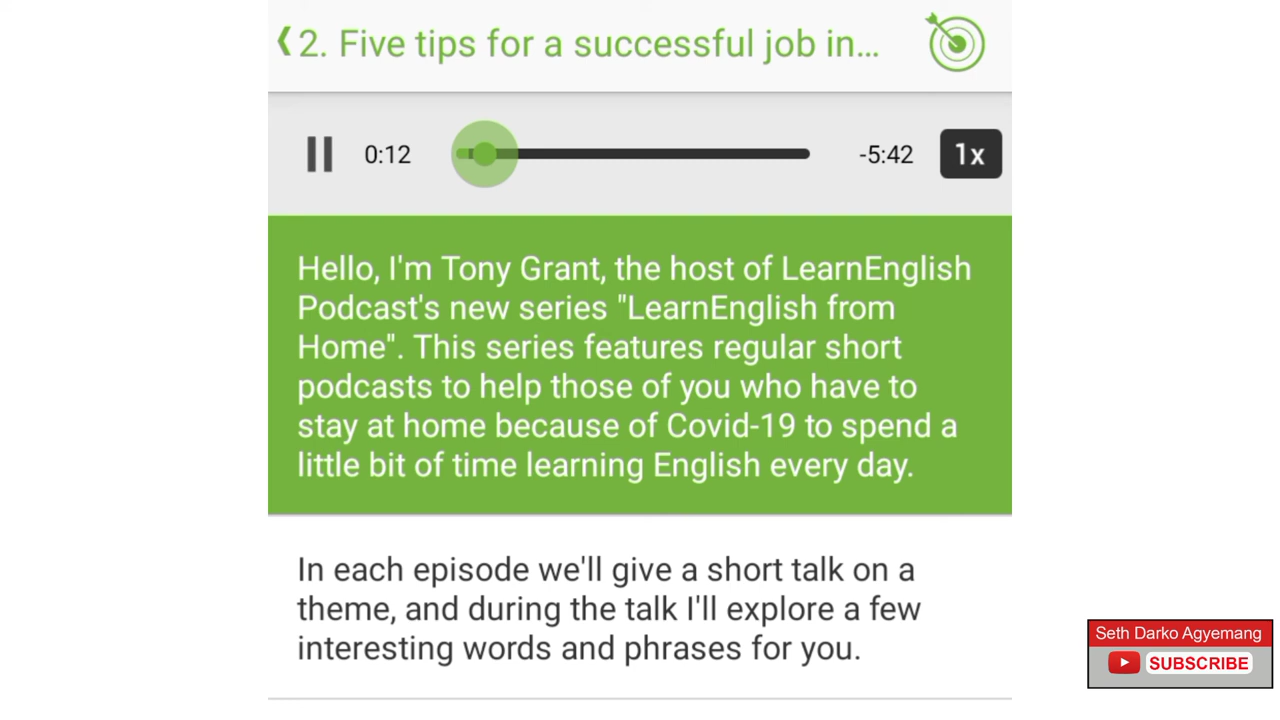 2. Five tips for a successful job in...
0:12
-5:42
1x
Hello, I'm Tony Grant, the host of LearnEnglish
Podcast's new series "LearnEnglish from
Home". This series features regular short
podcasts to help those of you who have to
stay at home because of Covid-19 to spend a
little bit of time learning English every day.
In each episode we'll give a short talk on a
theme, and during the talk I'll explore a few
interesting words and phrases for you.
Seth Darko Agyemang
SUBSCRIBE